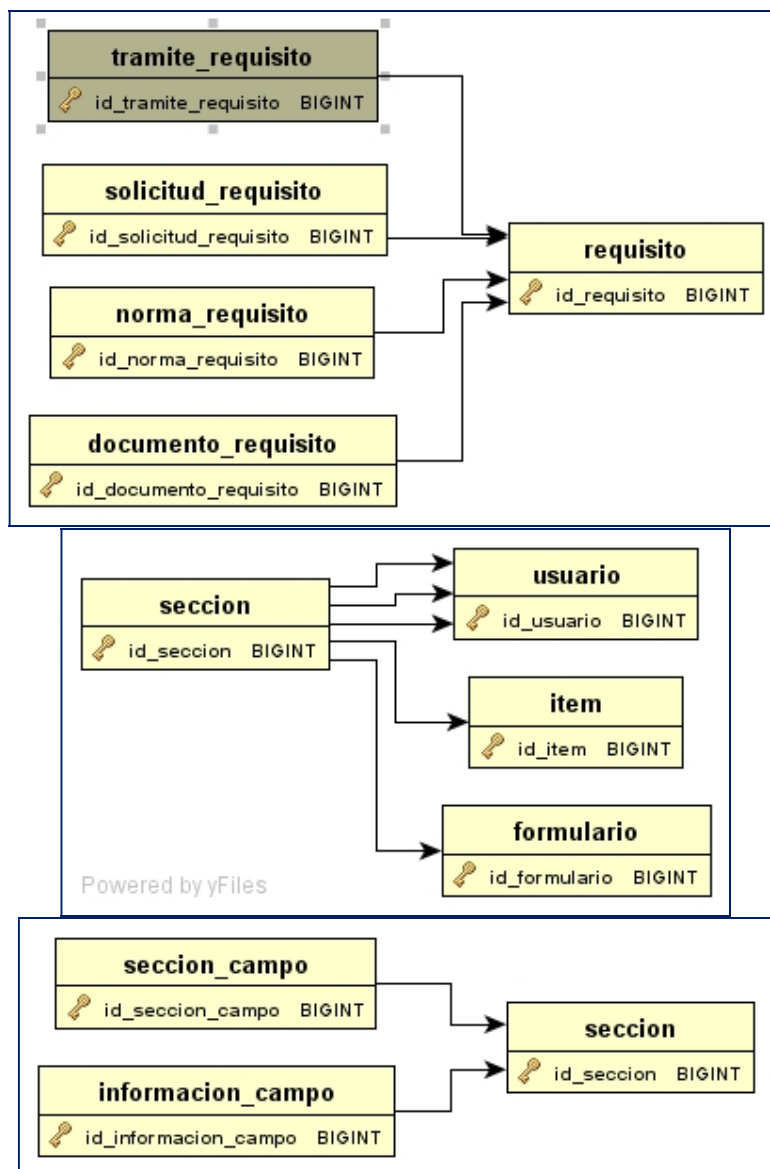 tramite_requisito
id_tramite_requisito BIGINT
solicitud_requisito
id_solicitud_requisito BIGINT
requisito
id_requisito BIGINT
norma_requisito
id_norma_requisito BIGINT
documento_requisito
id_documento_requisito BIGINT
seccion
id_seccion BIGINT
usuario
id_usuario BIGINT
item
id_item BIGINT
formulario
id_formulario BIGINT
Powered by yFiles
seccion_campo
id_seccion_campo BIGINT
seccion
id_seccion BIGINT
informacion_campo
id_informacion_campo BIGINT